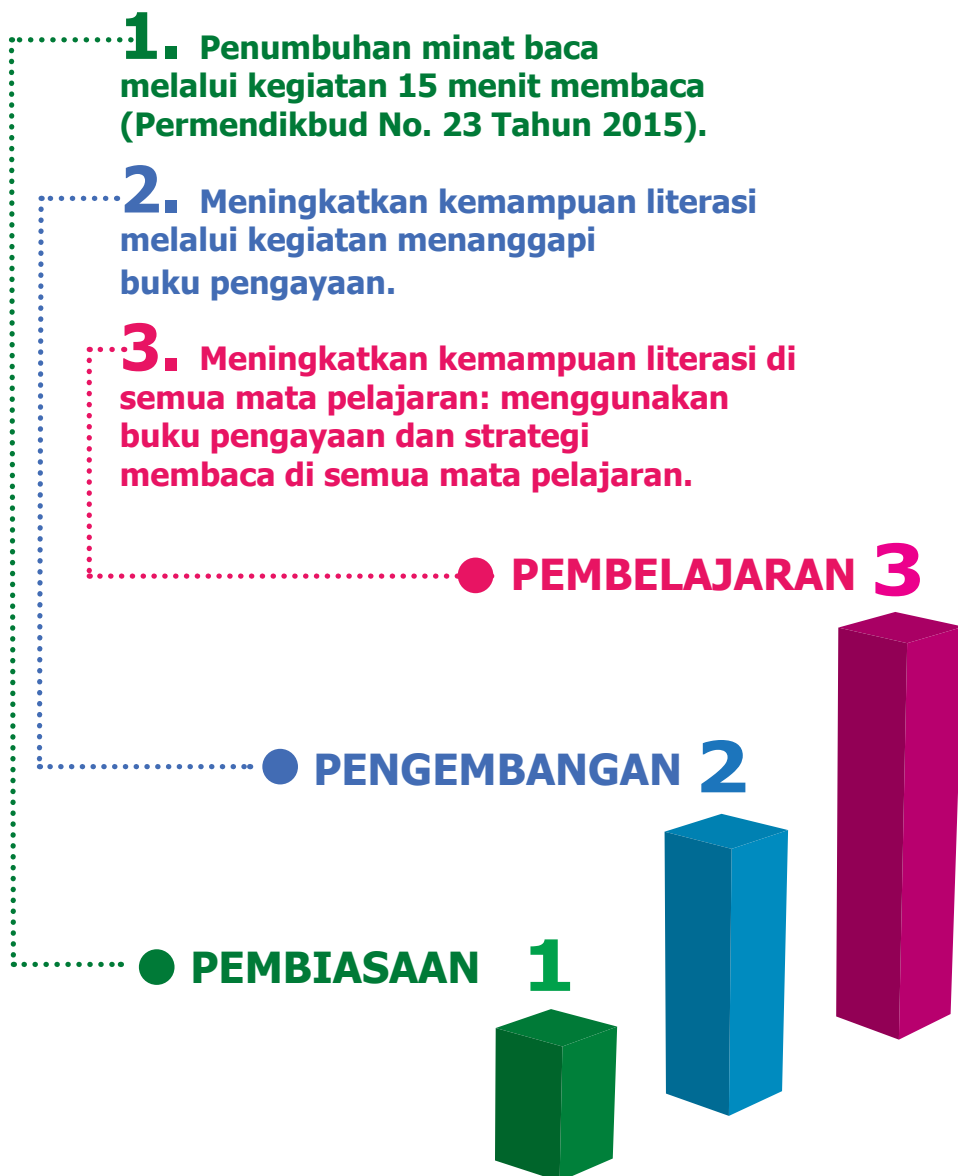 1. Penumbuhan minat baca
melalui kegiatan 15 menit membaca
(Permendikbud No. 23 Tahun 2015).
2. Meningkatkan kemampuan literasi
melalui kegiatan menanggapi
buku pengayaan.
3. Meningkatkan kemampuan literasi di
semua mata pelajaran: menggunakan
buku pengayaan dan strategi
membaca di semua mata pelajaran.
PEMBELAJARAN 3
PENGEMBANGAN 2
PEMBIASAAN 1